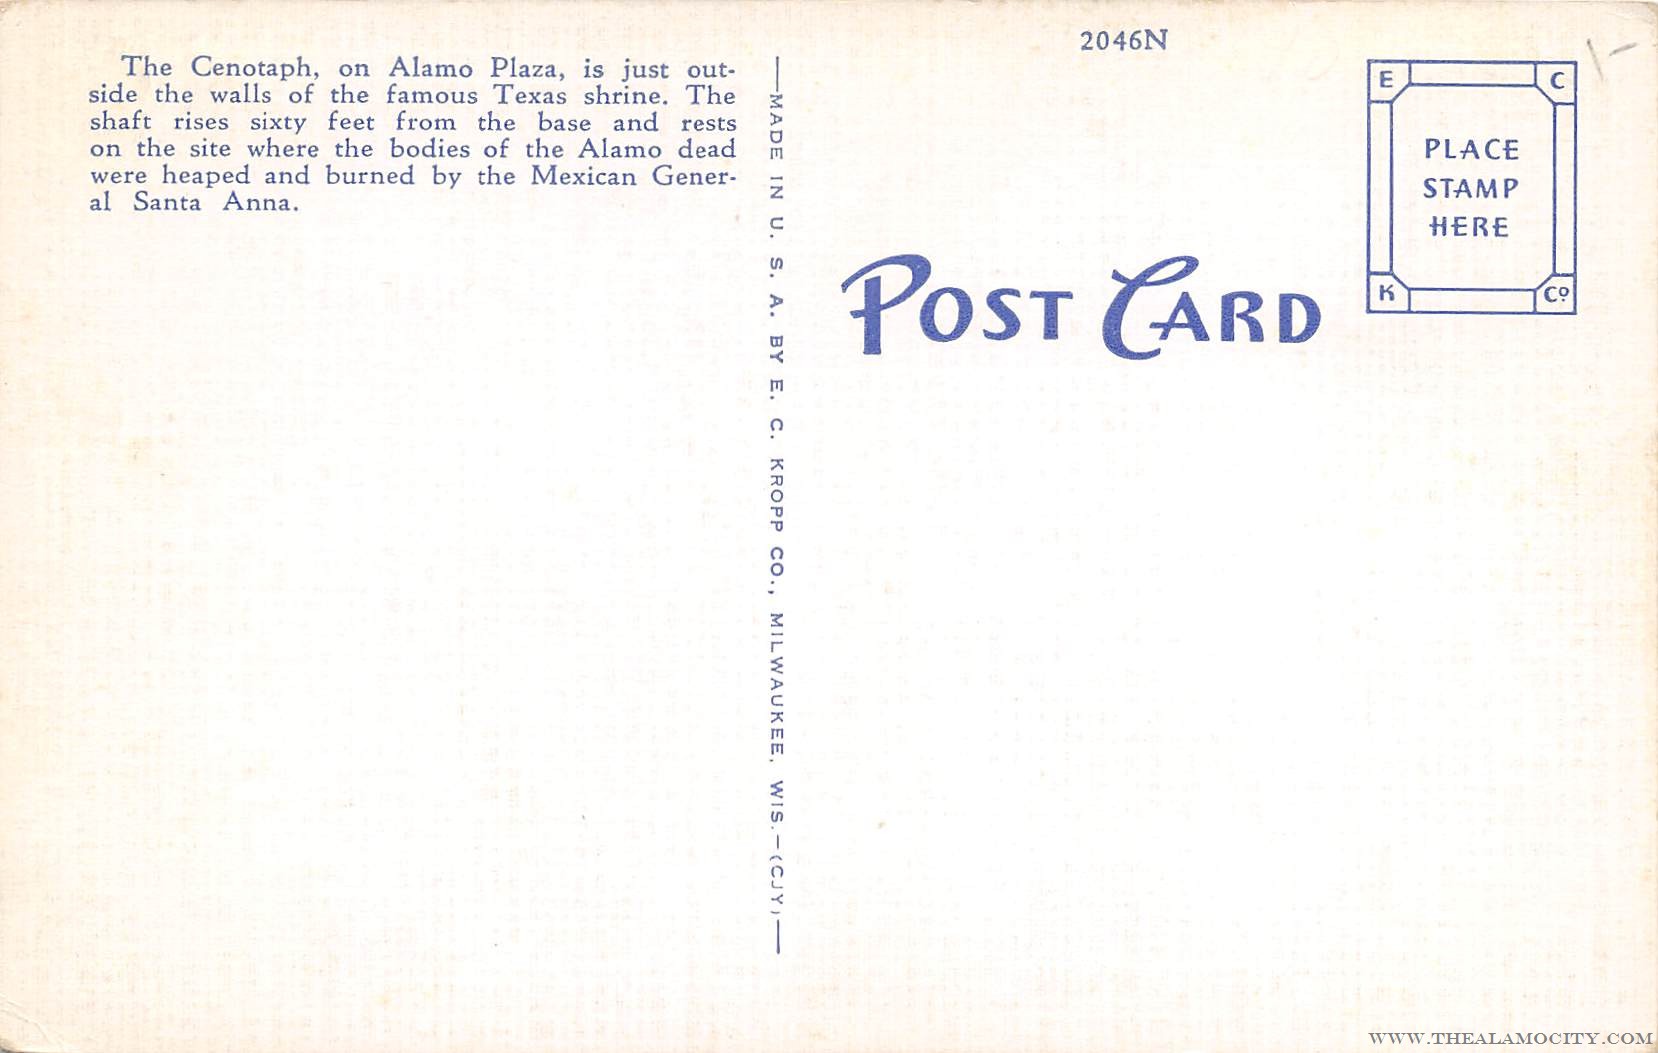 The Cenotaph, on Alamo Plaza, is just out-
side the walls of the famous Texas shrine. The
shaft rises sixty feet from the base and rests
on the site where the bodies of the Alamo dead
were heaped and burned by the Mexican Gener-
al Santa Anna.
—MADE IN U. S. A. BY E. C. KROPP CO., MILWAUKEE, WIS.—(CJY)—
2046N
1-
E C
PLACE
STAMP
HERE
K Co
POST CARD
WWW.THEALAMOCITY.COM